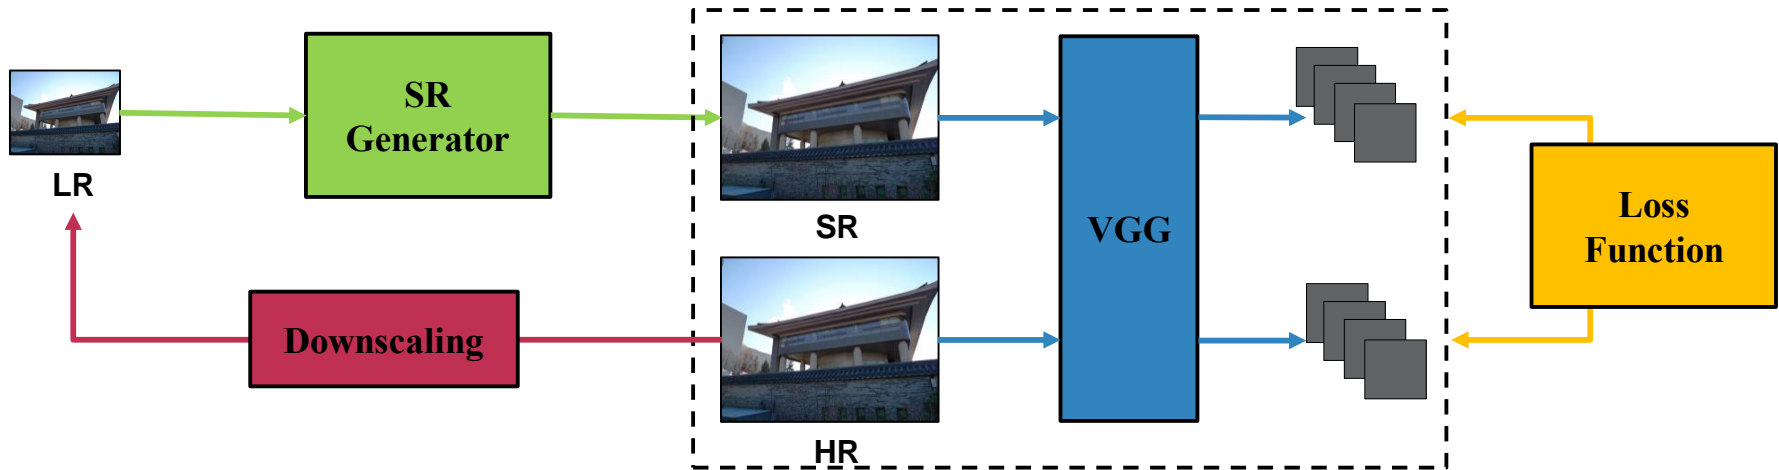 LR
SR
Generator
SR
VGG
Loss
Function
Downscaling
HR